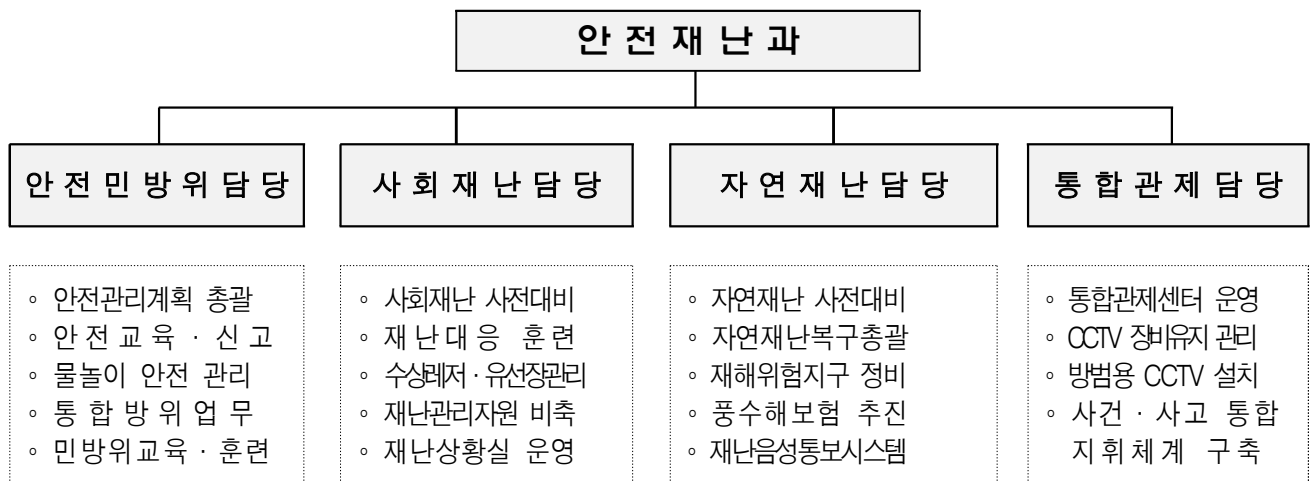 안전재난과
안전민방위담당
사회재난담당
자연재난담당
통합관제담당
◦ 안전관리계획 총괄
◦ 안전교육 · 신고
◦ 물놀이 안전 관리
◦ 통합방위업무
◦ 민방위교육 · 훈련
◦ 사회재난 사전대비
◦ 재난대응 훈련
◦ 수상레저 · 유선장관리
◦ 재난관리자원 비축
◦ 재난상황실 운영
◦ 자연재난 사전대비
◦ 자연재난복구총괄
◦ 재해위험지구 정비
◦ 풍수해보험 추진
◦ 재난음성통보시스템
◦ 통합관제센터 운영
◦ CCTV 장비유지 관리
◦ 방범용 CCTV 설치
◦ 사건 · 사고 통합
지휘체계 구축